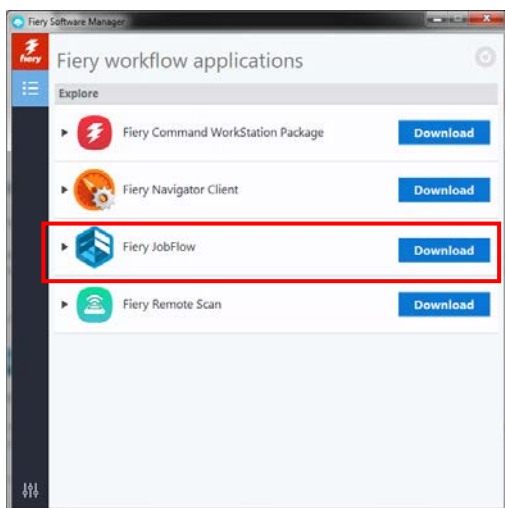 Fiery Software Manager
fiery
Fiery workflow applications
Explore
Fiery Command WorkStation Package
Download
Fiery Navigator Client
Download
Fiery JobFlow
Download
Fiery Remote Scan
Download